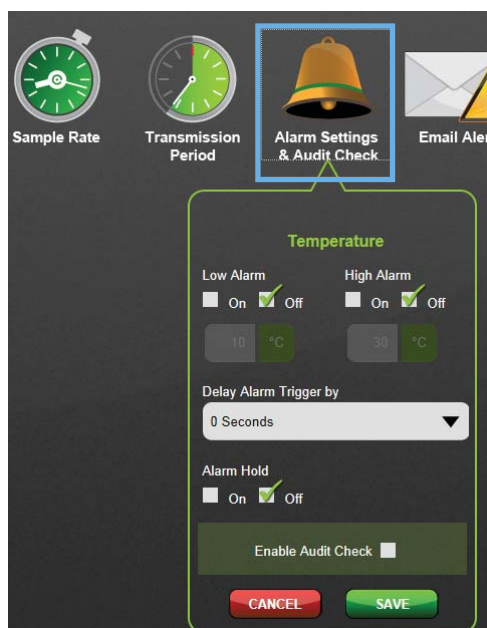 Sample Rate
Transmission
Period
Alarm Settings
& Audit Check
Email Aler
Temperature
Low Alarm
High Alarm
On Off
On Off
10 °C
30 °C
Delay Alarm Trigger by
0 Seconds
Alarm Hold
On Off
Enable Audit Check
CANCEL
SAVE